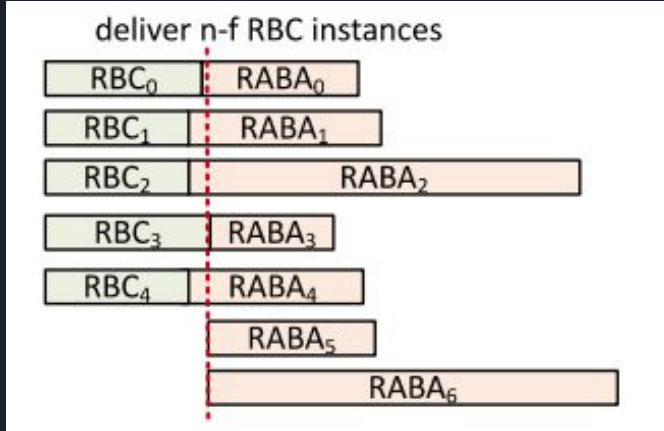 deliver n-f RBC instances
RBC₀ RABA₀
RBC₁ RABA₁
RBC₂ RABA₂
RBC₃ RABA₃
RBC₄ RABA₄
RABA₅
RABA₆